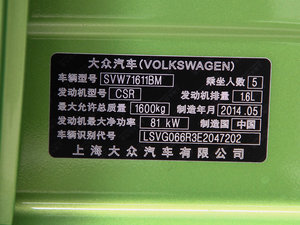 大众汽车(VOLKSWAGEN)
车辆型号 SVW71611BM 乘坐人数 5
发动机型号 CSR 发动机排量 1.6L
最大允许总质量 1600kg 制造年月 2014.05
发动机最大净功率 81 kW 制造国 中国
车辆识别代号 LSVG066R3E2047202
上海大众汽车有限公司